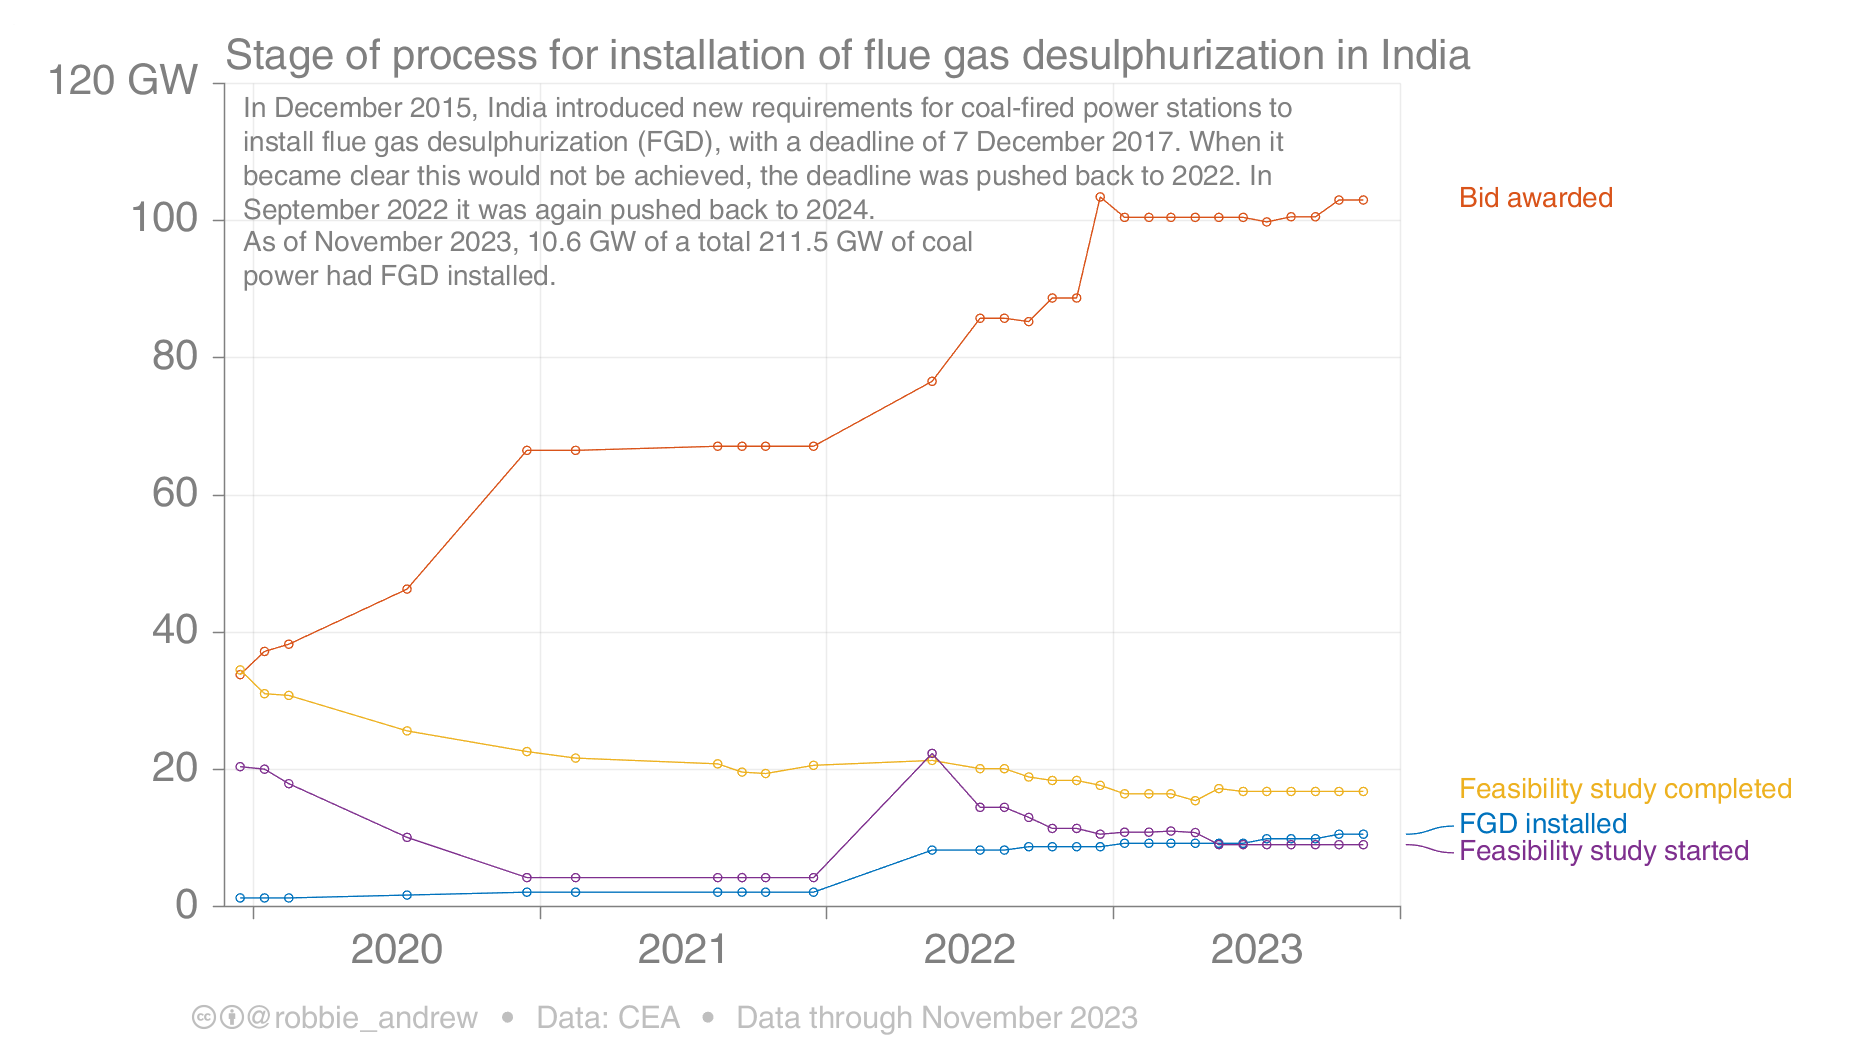 Stage of process for installation of flue gas desulphurization in India
120 GW
In December 2015, India introduced new requirements for coal-fired power stations to
install flue gas desulphurization (FGD), with a deadline of 7 December 2017. When it
became clear this would not be achieved, the deadline was pushed back to 2022. In
September 2022 it was again pushed back to 2024.
As of November 2023, 10.6 GW of a total 211.5 GW of coal
power had FGD installed.
100
80
60
40
20
0
Bid awarded
Feasibility study completed
FGD installed
Feasibility study started
2020 2021 2022 2023
cc @robbie_andrew • Data: CEA • Data through November 2023